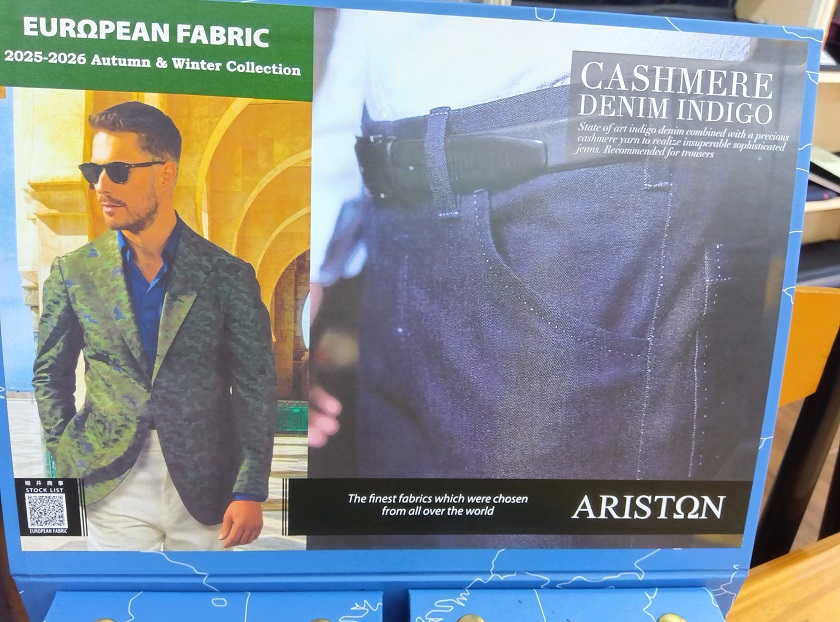 EURΩPEAN FABRIC
2025-2026 Autumn & Winter Collection
CASHMERE
DENIM INDIGO
State of art indigo denim combined with a precious
cashmere yarn to realize insuperable sophisticated
jeans. Recommended for trousers
STOCK LIST
EUROPEAN FABRIC
The finest fabrics which were chosen
from all over the world
ARISTΩN